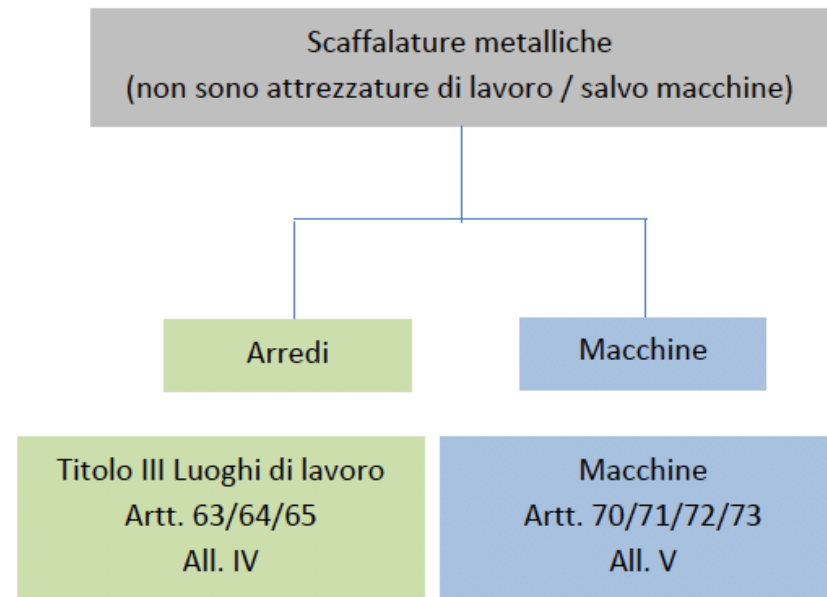 Scaffalature metalliche
(non sono attrezzature di lavoro / salvo macchine)
Arredi
Macchine
Titolo III Luoghi di lavoro
Artt. 63/64/65
All. IV
Macchine
Artt. 70/71/72/73
All. V